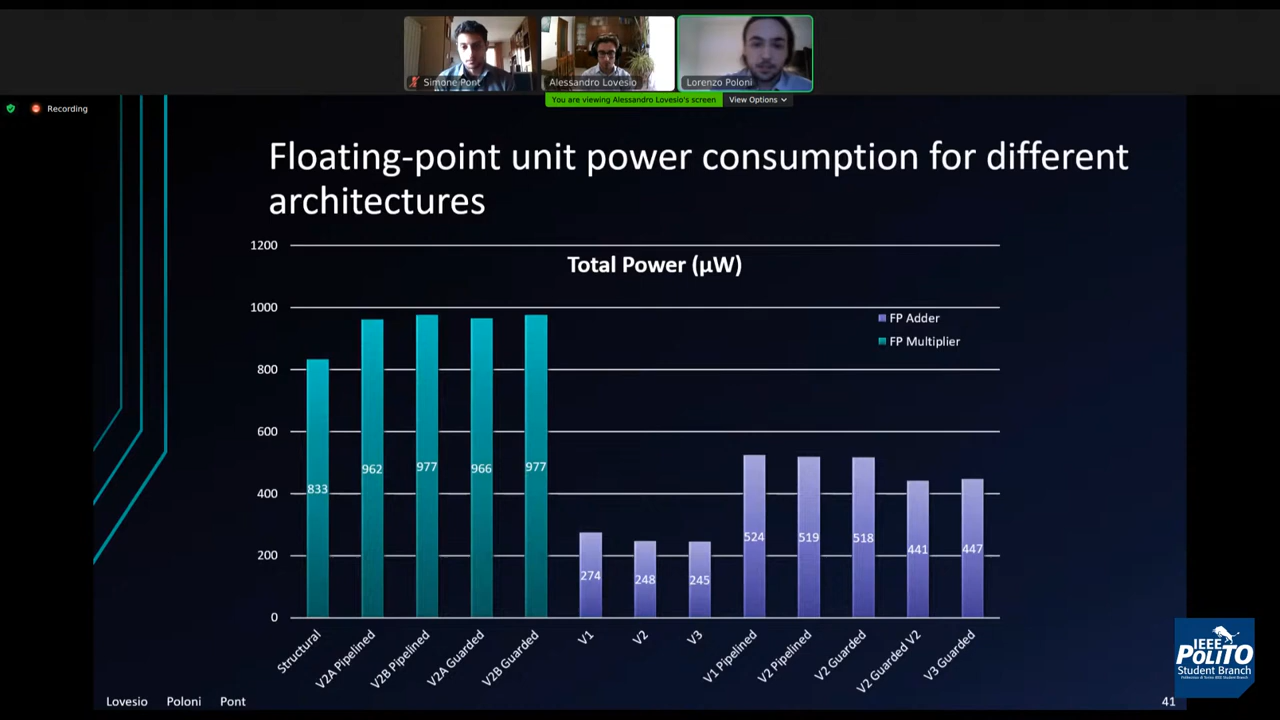 Simone Pont
Alessandro Lovesio
Lorenzo Poloni
You are viewing Alessandro Lovesio's screen
View Options
Recording
Floating-point unit power consumption for different
architectures
Total Power (µW)
1200
1000
800
600
400
200
0
FP Adder
FP Multiplier
833
962
977
966
977
274
248
245
524
519
518
441
447
Structural
V2A Pipelined
V2B Pipelined
V2A Guarded
V2B Guarded
V1
V2
V3
V1 Pipelined
V2 Pipelined
V2 Guarded
V2 Guarded V2
V3 Guarded
Lovesio Poloni Pont
41
IEEE
POLITO
Student Branch